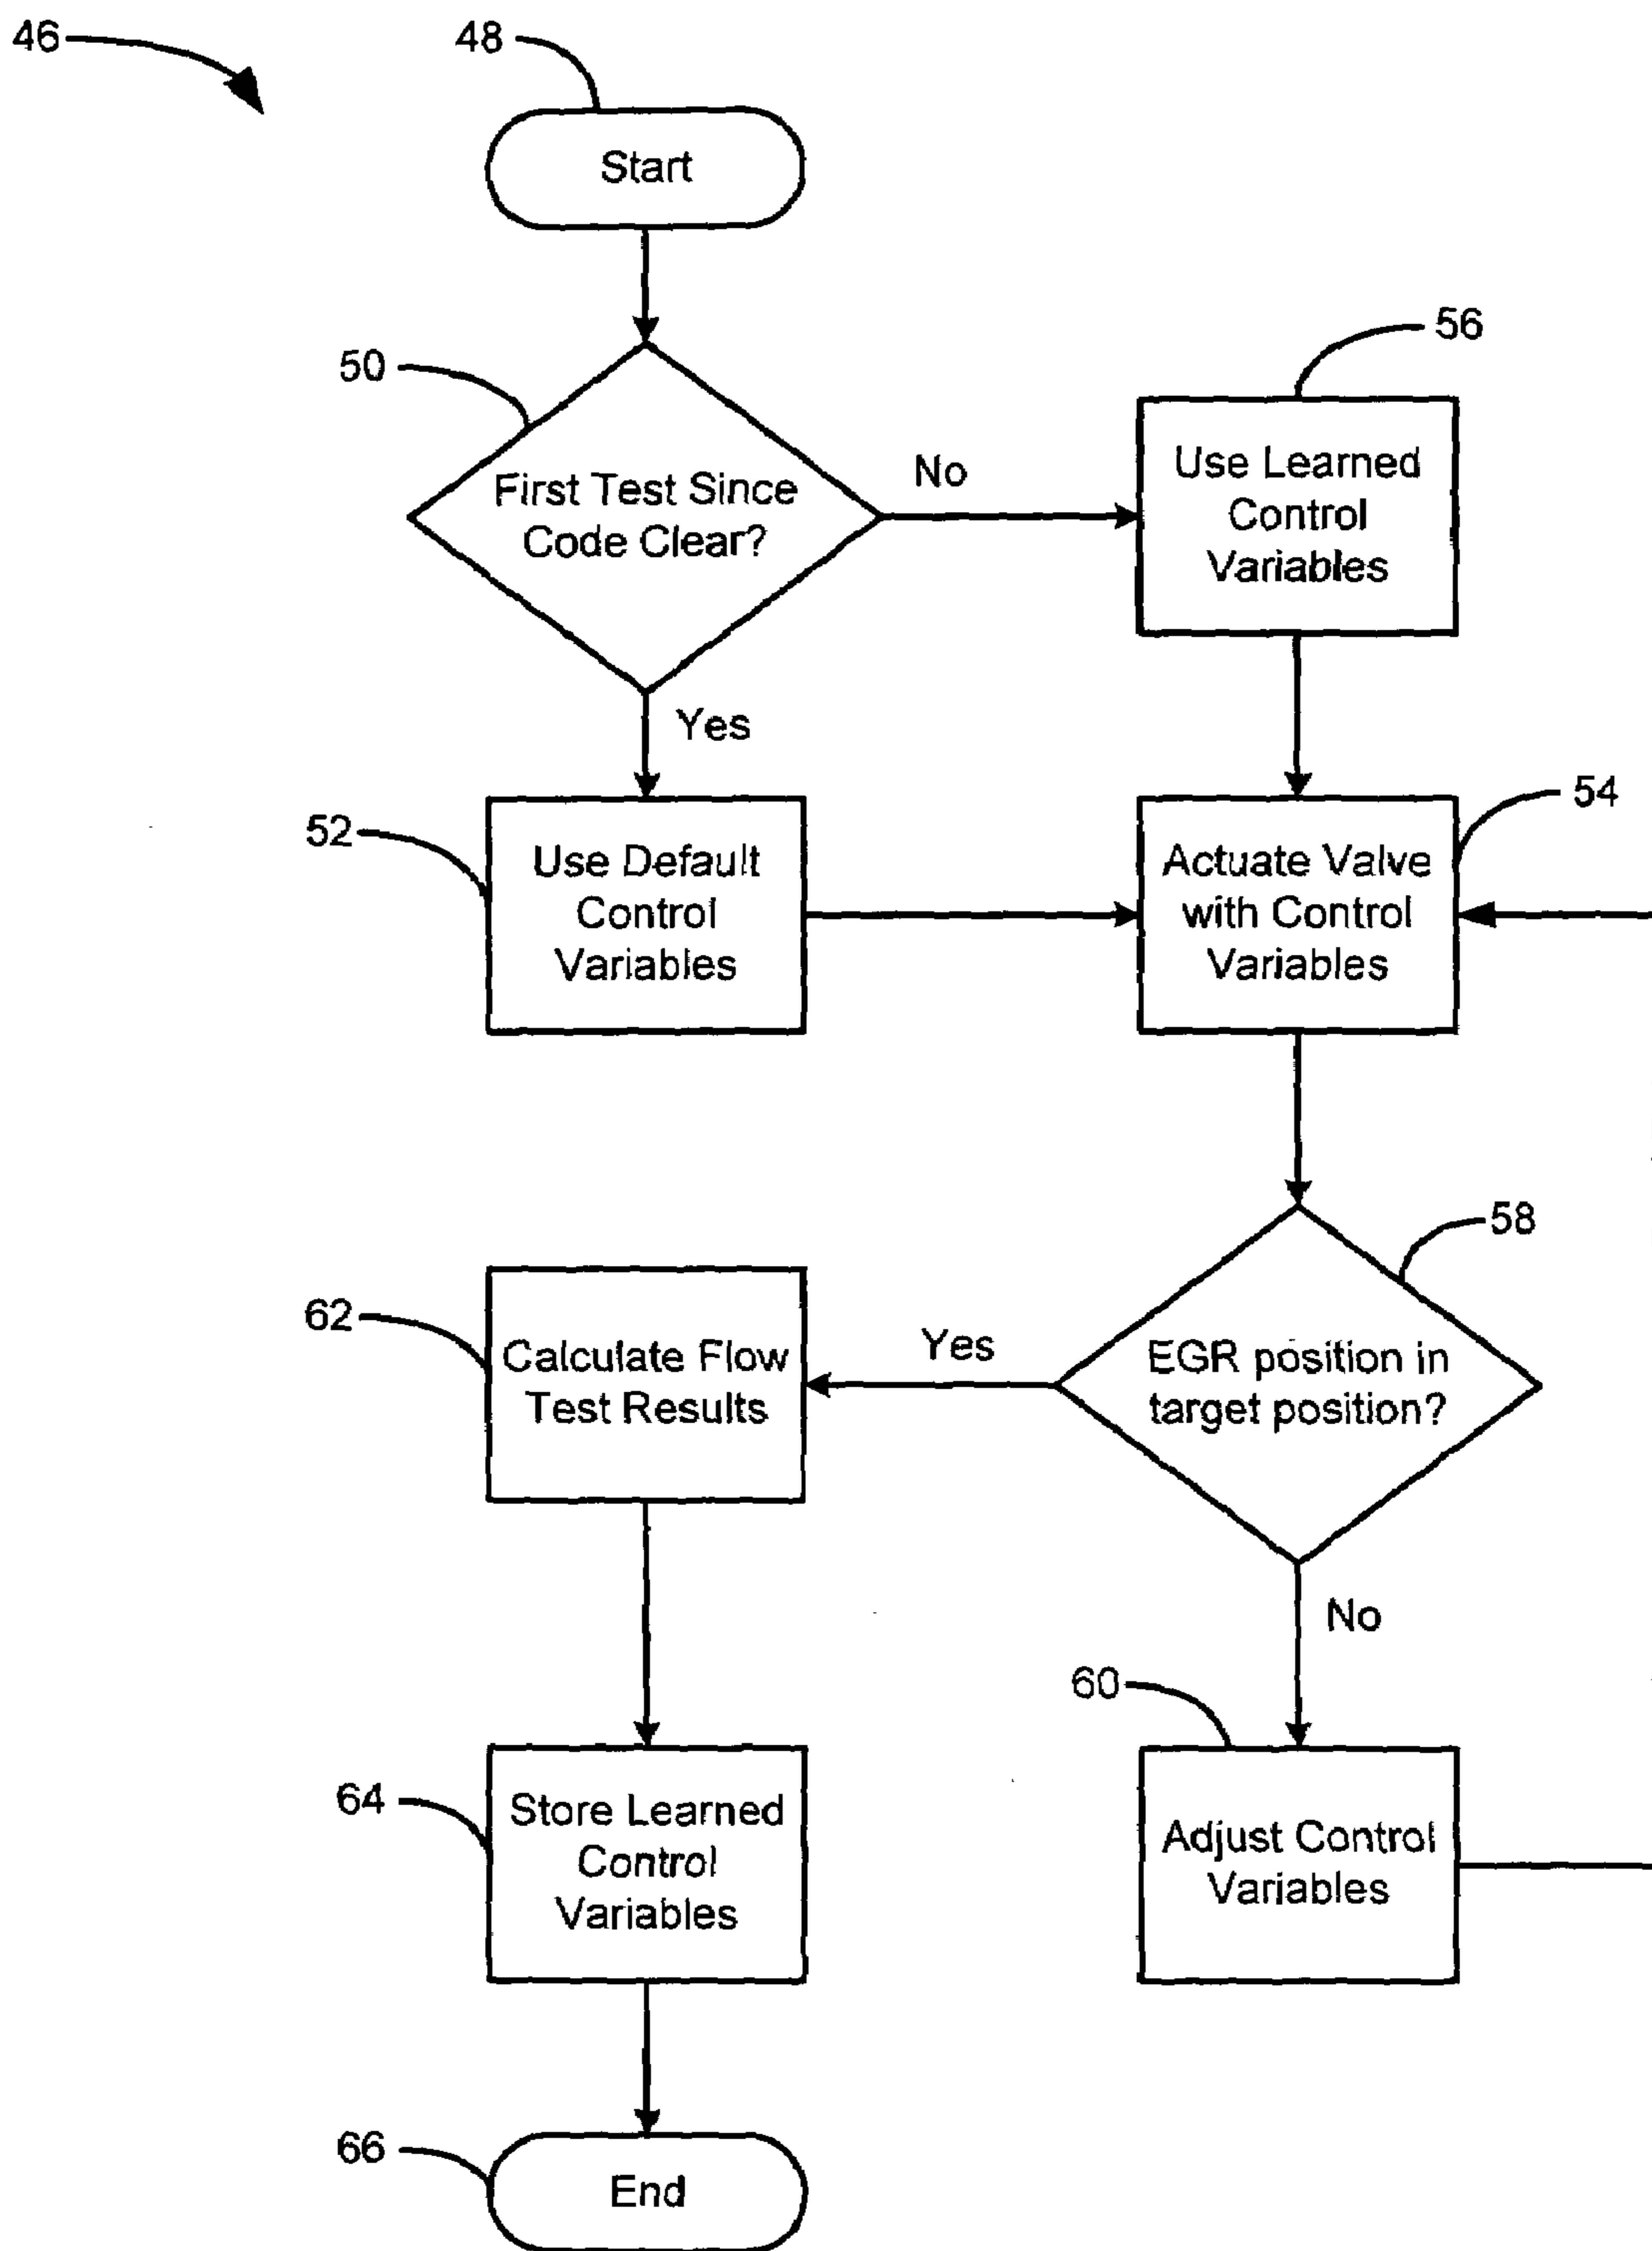 46
48
Start
50
First Test Since
Code Clear?
No
56
Use Learned
Control
Variables
Yes
52
Use Default
Control
Variables
54
Actuate Valve
with Control
Variables
58
EGR position in
target position?
Yes
62
Calculate Flow
Test Results
No
60
Adjust Control
Variables
64
Store Learned
Control
Variables
66
End